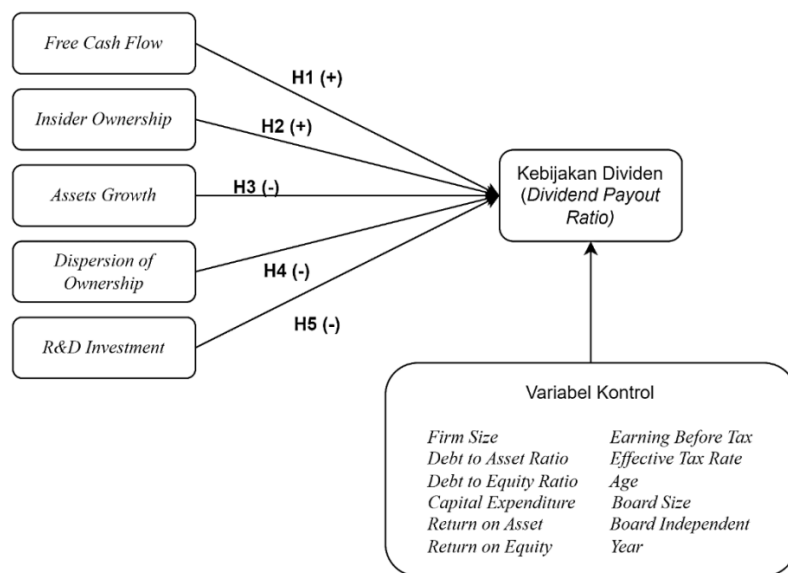 Free Cash Flow
H1 (+)
Insider Ownership
H2 (+)
Assets Growth
H3 (-)
Dispersion of
Ownership
H4 (-)
R&D Investment
H5 (-)
Kebijakan Dividen
(Dividend Payout
Ratio)
Variabel Kontrol
Firm Size
Debt to Asset Ratio
Debt to Equity Ratio
Capital Expenditure
Return on Asset
Return on Equity
Earning Before Tax
Effective Tax Rate
Age
Board Size
Board Independent
Year